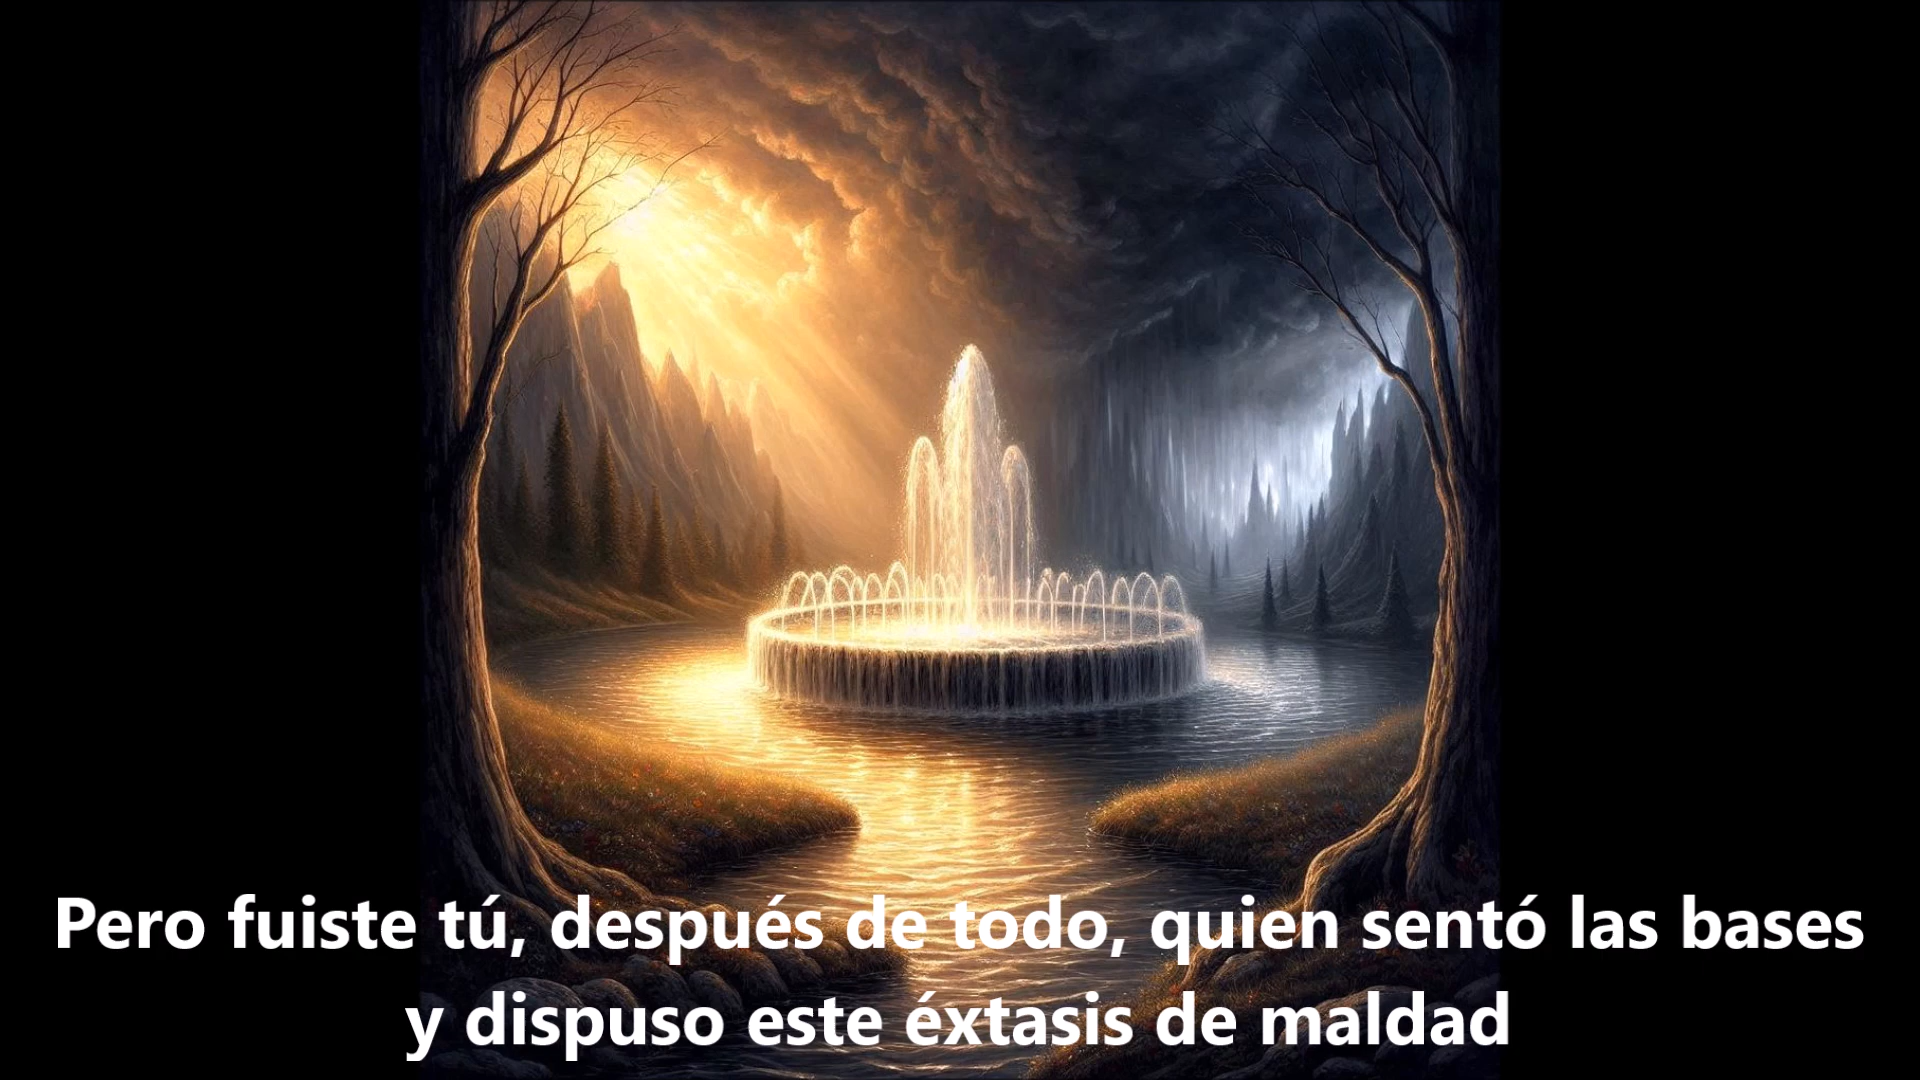 Pero fuiste tú, después de todo, quien sentó las bases
y dispuso este éxtasis de maldad